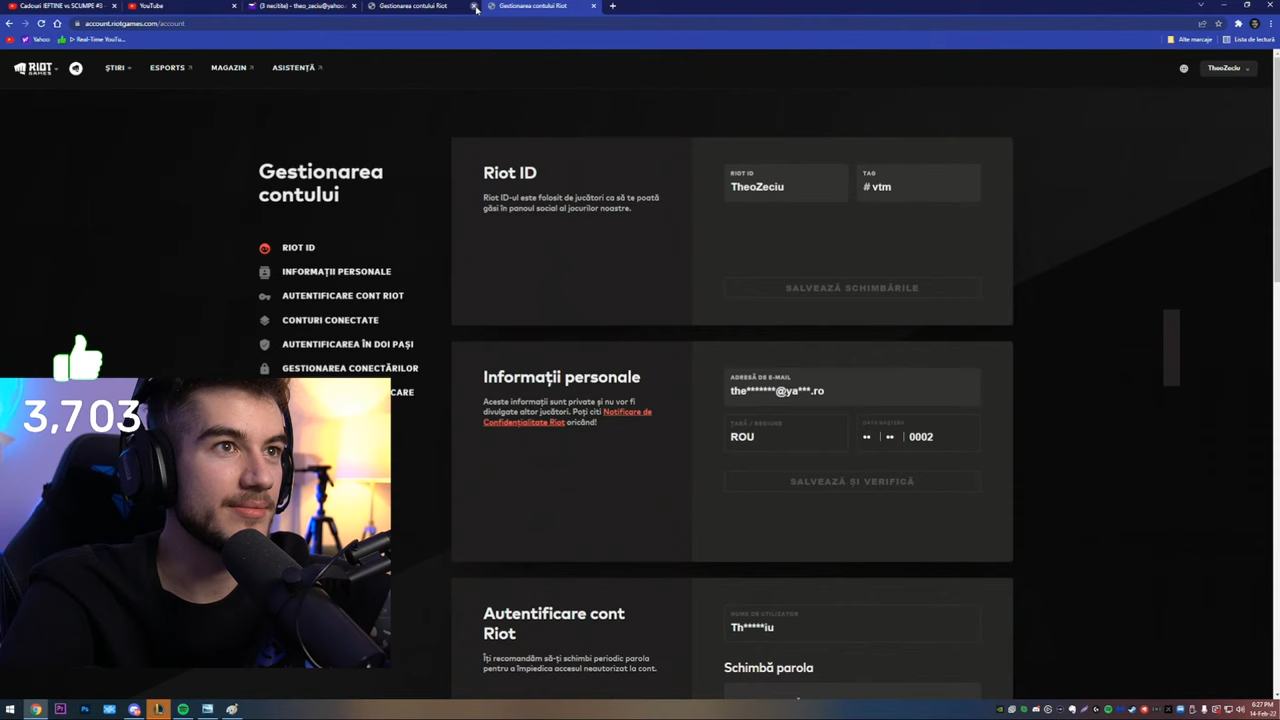 Cadouri IEFTINE vs SCUMPE #3 -
YouTube
(3 necitite) - theo_zeciu@yahoo.
Gestionarea contului Riot
Gestionarea contului Riot
account.riotgames.com/account
Yahoo
Real-Time YouTu...
Alte marcaje
Lista de lectură
RIOT GAMES
ȘTIRI
ESPORTS
MAGAZIN
ASISTENȚĂ
TheoZeciu
Gestionarea
contului
RIOT ID
INFORMAȚII PERSONALE
AUTENTIFICARE CONT RIOT
CONTURI CONECTATE
AUTENTIFICAREA ÎN DOI PAȘI
GESTIONAREA CONECTĂRILOR
CARE
Riot ID
Riot ID-ul este folosit de jucători ca să te poată
găsi în panoul social al jocurilor noastre.
RIOT ID
TheoZeciu
TAG
# vtm
SALVEAZĂ SCHIMBĂRILE
Informații personale
Aceste informații sunt private și nu vor fi
divulgate altor jucători. Poți citi Notificare de
Confidențialitate Riot oricând!
ADRESĂ DE E-MAIL
the*******@ya***.ro
ȚARĂ / REGIUNE
ROU
DATA NAȘTERII
•• | •• | 0002
SALVEAZĂ ȘI VERIFICĂ
Autentificare cont
Riot
Îți recomandăm să-ți schimbi periodic parola
pentru a împiedica accesul neautorizat la cont.
NUME DE UTILIZATOR
Th*****iu
Schimbă parola
3,703
6:27 PM
14-Feb-22